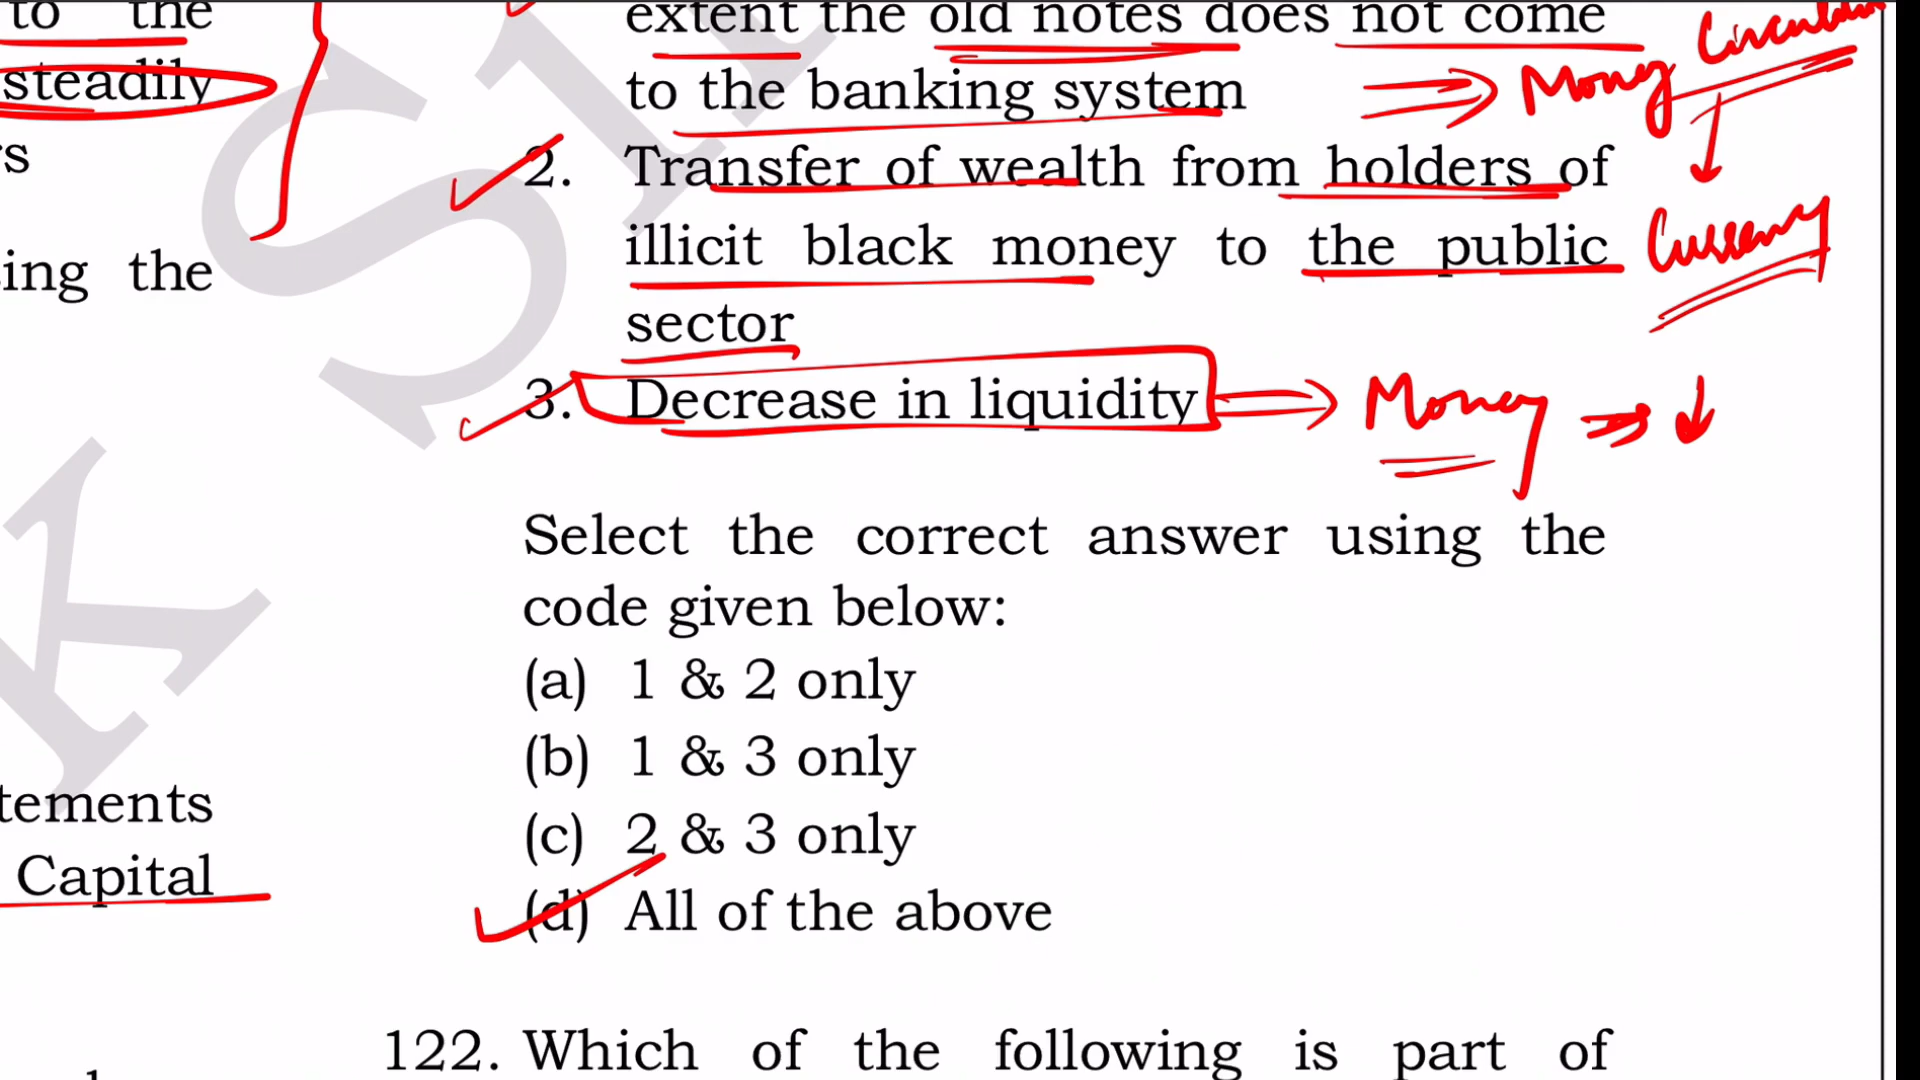 to the
steadily
rs
ing the
tements
Capital
extent the old notes does not come
to the banking system
Money
2. Transfer of wealth from holders of
illicit black money to the public
Currency
sector
3. Decrease in liquidity
Money
Select the correct answer using the
code given below:
(a) 1 & 2 only
(b) 1 & 3 only
(c) 2 & 3 only
(d) All of the above
122. Which of the following is part of
K SI